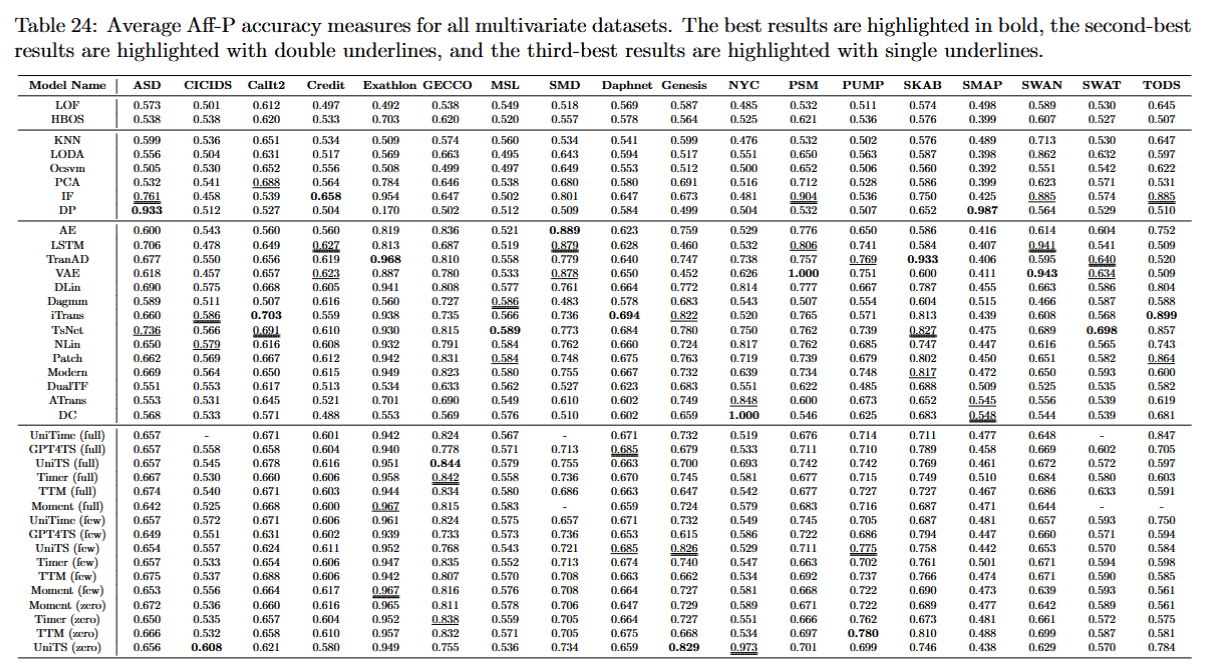 Table 24: Average Aff-P accuracy measures for all multivariate datasets. The best results are highlighted in bold, the second-best
results are highlighted with double underlines, and the third-best results are highlighted with single underlines.
Model Name ASD CICIDS CalIt2 Credit Exathlon GECCO MSL SMD Daphnet Genesis NYC PSM PUMP SKAB SMAP SWAN SWAT TODS
LOF 0.573 0.501 0.612 0.497 0.492 0.538 0.549 0.518 0.569 0.587 0.485 0.532 0.511 0.574 0.498 0.589 0.530 0.645
HBOS 0.538 0.538 0.620 0.533 0.703 0.620 0.520 0.557 0.578 0.564 0.525 0.621 0.536 0.576 0.399 0.607 0.527 0.507
KNN 0.599 0.536 0.651 0.534 0.509 0.574 0.560 0.534 0.541 0.599 0.476 0.532 0.502 0.576 0.489 0.713 0.530 0.647
LODA 0.556 0.504 0.631 0.517 0.569 0.663 0.495 0.643 0.594 0.517 0.551 0.650 0.563 0.587 0.398 0.862 0.632 0.597
Ocsvm 0.505 0.530 0.652 0.556 0.508 0.499 0.497 0.649 0.553 0.512 0.500 0.652 0.506 0.560 0.392 0.551 0.542 0.622
PCA 0.532 0.541 0.688 0.564 0.784 0.646 0.538 0.680 0.580 0.691 0.516 0.712 0.528 0.586 0.399 0.623 0.571 0.531
IF 0.761 0.458 0.539 0.658 0.954 0.647 0.502 0.801 0.647 0.673 0.481 0.904 0.536 0.750 0.425 0.885 0.574 0.885
DP 0.933 0.512 0.527 0.504 0.170 0.502 0.512 0.509 0.584 0.499 0.504 0.532 0.507 0.652 0.987 0.564 0.529 0.510
AE 0.600 0.543 0.560 0.560 0.819 0.836 0.521 0.889 0.623 0.759 0.529 0.776 0.650 0.586 0.416 0.614 0.604 0.752
LSTM 0.706 0.478 0.649 0.627 0.813 0.687 0.519 0.879 0.628 0.460 0.532 0.806 0.741 0.584 0.407 0.941 0.541 0.509
TranAD 0.677 0.550 0.656 0.619 0.968 0.810 0.558 0.779 0.640 0.747 0.738 0.757 0.769 0.933 0.406 0.595 0.640 0.520
VAE 0.618 0.457 0.657 0.623 0.887 0.780 0.533 0.878 0.650 0.452 0.626 1.000 0.751 0.600 0.411 0.943 0.634 0.509
DLin 0.690 0.575 0.668 0.605 0.941 0.808 0.577 0.761 0.664 0.772 0.814 0.777 0.667 0.787 0.455 0.663 0.586 0.804
Dagmm 0.589 0.511 0.507 0.616 0.560 0.727 0.586 0.483 0.578 0.683 0.543 0.507 0.554 0.604 0.515 0.466 0.587 0.588
iTrans 0.660 0.586 0.703 0.559 0.938 0.735 0.566 0.736 0.694 0.822 0.520 0.765 0.571 0.813 0.439 0.608 0.568 0.899
TsNet 0.736 0.566 0.691 0.610 0.930 0.815 0.589 0.773 0.684 0.780 0.750 0.762 0.739 0.827 0.475 0.689 0.698 0.857
NLin 0.650 0.579 0.616 0.608 0.932 0.791 0.584 0.762 0.660 0.724 0.817 0.762 0.685 0.747 0.447 0.616 0.565 0.743
Patch 0.662 0.569 0.667 0.612 0.942 0.831 0.584 0.748 0.675 0.763 0.719 0.739 0.679 0.802 0.450 0.651 0.582 0.864
Modern 0.669 0.564 0.650 0.615 0.949 0.823 0.580 0.755 0.667 0.732 0.639 0.734 0.748 0.817 0.472 0.650 0.593 0.600
DualTF 0.551 0.553 0.617 0.513 0.534 0.633 0.562 0.527 0.623 0.683 0.551 0.622 0.485 0.688 0.509 0.525 0.535 0.582
ATrans 0.553 0.531 0.645 0.521 0.701 0.690 0.549 0.610 0.602 0.749 0.848 0.600 0.673 0.652 0.545 0.556 0.539 0.619
DC 0.568 0.533 0.571 0.488 0.553 0.569 0.576 0.510 0.602 0.659 1.000 0.546 0.625 0.683 0.548 0.544 0.539 0.681
UniTime (full) 0.657 - 0.671 0.601 0.942 0.824 0.567 - 0.671 0.732 0.519 0.676 0.714 0.711 0.477 0.648 - 0.847
GPT4TS (full) 0.657 0.558 0.658 0.604 0.940 0.778 0.571 0.713 0.685 0.679 0.533 0.711 0.710 0.789 0.458 0.669 0.602 0.705
UniTS (full) 0.657 0.545 0.678 0.616 0.951 0.844 0.579 0.755 0.663 0.700 0.693 0.742 0.742 0.769 0.461 0.672 0.572 0.597
Timer (full) 0.667 0.530 0.660 0.606 0.958 0.842 0.558 0.736 0.670 0.745 0.581 0.677 0.715 0.749 0.510 0.684 0.580 0.603
TTM (full) 0.674 0.540 0.671 0.603 0.944 0.834 0.580 0.686 0.663 0.647 0.542 0.677 0.727 0.727 0.467 0.686 0.633 0.591
Moment (full) 0.642 0.525 0.668 0.600 0.967 0.815 0.583 - 0.659 0.724 0.579 0.683 0.716 0.687 0.471 0.644 - -
UniTime (few) 0.657 0.572 0.671 0.606 0.961 0.824 0.575 0.657 0.671 0.732 0.549 0.745 0.705 0.687 0.481 0.657 0.593 0.750
GPT4TS (few) 0.649 0.551 0.631 0.602 0.939 0.733 0.573 0.736 0.653 0.615 0.586 0.722 0.686 0.794 0.447 0.660 0.571 0.594
UniTS (few) 0.654 0.557 0.624 0.611 0.952 0.768 0.543 0.721 0.685 0.826 0.529 0.711 0.775 0.758 0.442 0.653 0.570 0.584
Timer (few) 0.657 0.533 0.654 0.606 0.947 0.835 0.552 0.713 0.674 0.740 0.547 0.663 0.702 0.761 0.501 0.671 0.594 0.598
TTM (few) 0.675 0.537 0.688 0.606 0.942 0.807 0.570 0.708 0.663 0.662 0.534 0.692 0.737 0.766 0.474 0.671 0.590 0.585
Moment (few) 0.653 0.556 0.664 0.617 0.967 0.816 0.576 0.708 0.664 0.727 0.581 0.668 0.722 0.690 0.473 0.639 0.593 0.561
Moment (zero) 0.672 0.536 0.660 0.616 0.965 0.811 0.578 0.706 0.647 0.729 0.589 0.671 0.722 0.689 0.477 0.642 0.589 0.561
Timer (zero) 0.650 0.535 0.657 0.604 0.952 0.838 0.559 0.705 0.664 0.727 0.551 0.666 0.762 0.673 0.481 0.661 0.572 0.575
TTM (zero) 0.666 0.532 0.658 0.610 0.957 0.832 0.571 0.705 0.675 0.668 0.534 0.697 0.780 0.810 0.488 0.699 0.587 0.581
UniTS (zero) 0.656 0.608 0.621 0.580 0.949 0.755 0.536 0.734 0.659 0.829 0.973 0.701 0.699 0.746 0.438 0.629 0.570 0.784